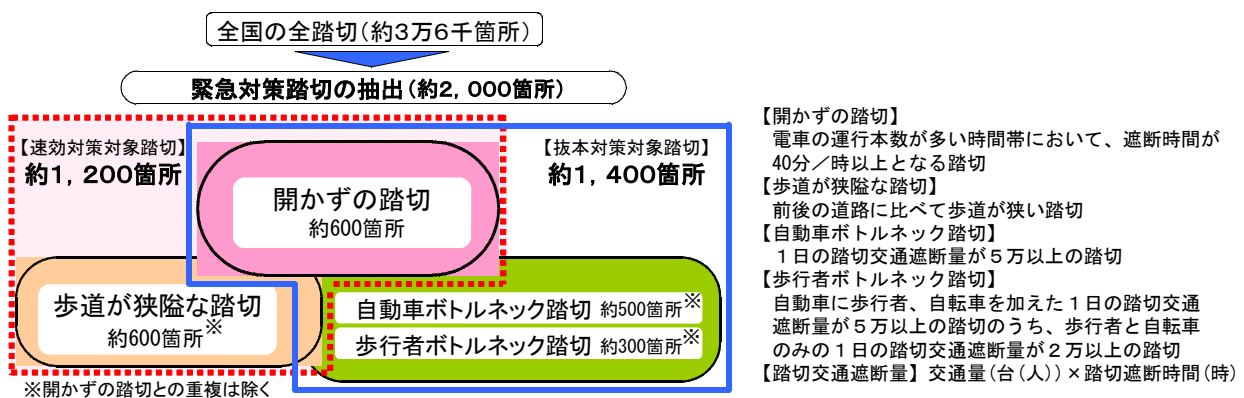 全国の全踏切(約3万6千箇所)
緊急対策踏切の抽出(約2,000箇所)
【速効対策対象踏切】
約1,200箇所
【抜本対策対象踏切】
約1,400箇所
開かずの踏切
約600箇所
歩道が狭隘な踏切
約600箇所※
自動車ボトルネック踏切 約500箇所※
歩行者ボトルネック踏切 約300箇所※
※開かずの踏切との重複は除く
【開かずの踏切】
電車の運行本数が多い時間帯において、遮断時間が
40分/時以上となる踏切
【歩道が狭隘な踏切】
前後の道路に比べて歩道が狭い踏切
【自動車ボトルネック踏切】
1日の踏切交通遮断量が5万以上の踏切
【歩行者ボトルネック踏切】
自動車に歩行者、自転車を加えた1日の踏切交通
遮断量が5万以上の踏切のうち、歩行者と自転車
のみの1日の踏切交通遮断量が2万以上の踏切
【踏切交通遮断量】交通量(台(人))×踏切遮断時間(時)